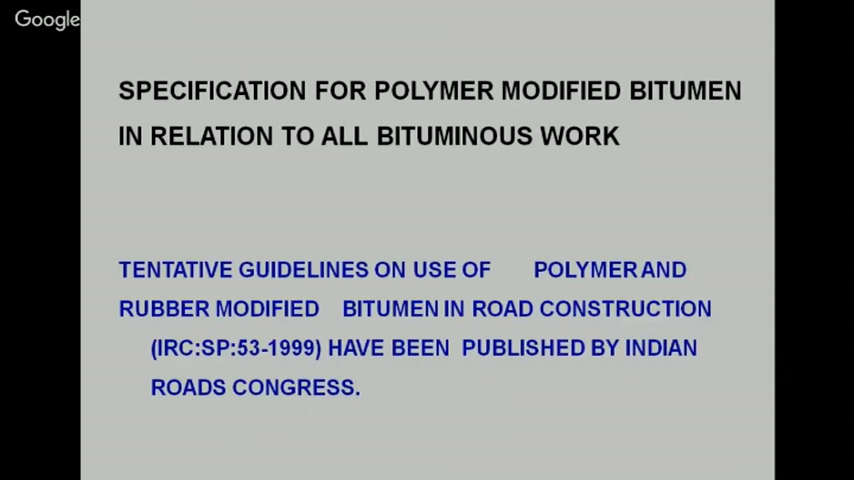 Google
SPECIFICATION FOR POLYMER MODIFIED BITUMEN
IN RELATION TO ALL BITUMINOUS WORK
TENTATIVE GUIDELINES ON USE OF POLYMER AND
RUBBER MODIFIED BITUMEN IN ROAD CONSTRUCTION
(IRC:SP:53-1999) HAVE BEEN PUBLISHED BY INDIAN
ROADS CONGRESS.